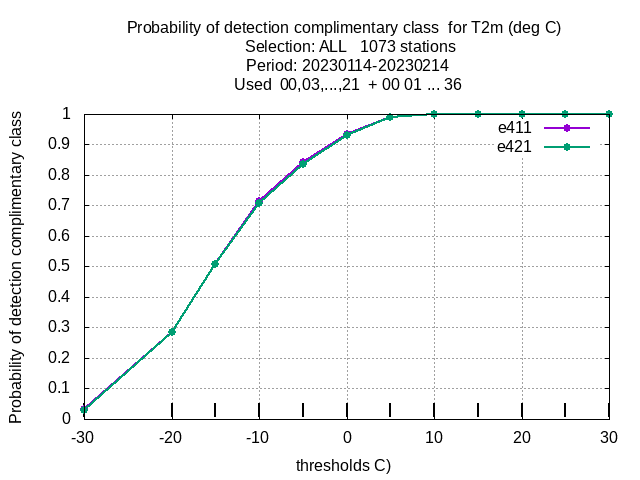 Probability of detection complimentary class  for T2m (deg C)
Selection: ALL   1073 stations
Period: 20230114-20230214
Used  00,03,...,21  + 00 01 ... 36
Probability of detection complimentary class
1
0.9
0.8
0.7
0.6
0.5
0.4
0.3
0.2
0.1
0
e411
e421
-30
-20
-10
0
10
20
30
thresholds C)